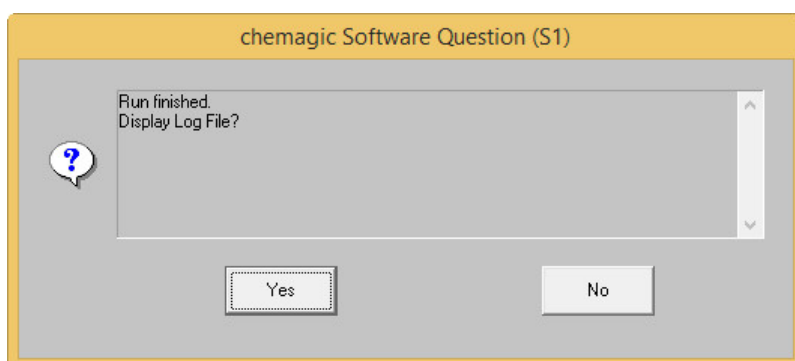 chemagic Software Question (S1)
Run finished.
Display Log File?
Yes
No